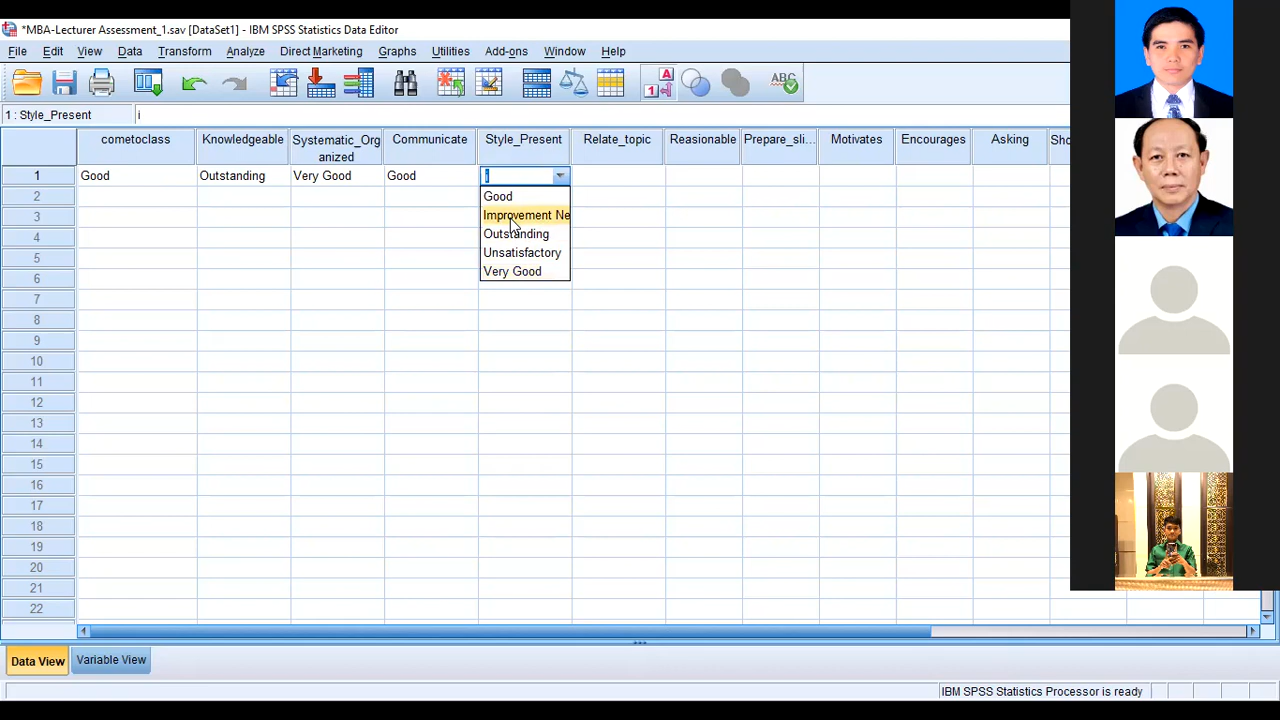 *MBA-Lecturer Assessment_1.sav [DataSet1] - IBM SPSS Statistics Data Editor
File Edit View Data Transform Analyze Direct Marketing Graphs Utilities Add-ons Window Help
1 : Style_Present i
cometoclass Knowledgeable Systematic_Organized Communicate Style_Present Relate_topic Reasionable Prepare_sli... Motivates Encourages Asking Sho
1 Good Outstanding Very Good Good i
2 Good
3 Improvement Ne
4 Outstanding
5 Unsatisfactory
6 Very Good
7
8
9
10
11
12
13
14
15
16
17
18
19
20
21
22
Data View Variable View
IBM SPSS Statistics Processor is ready